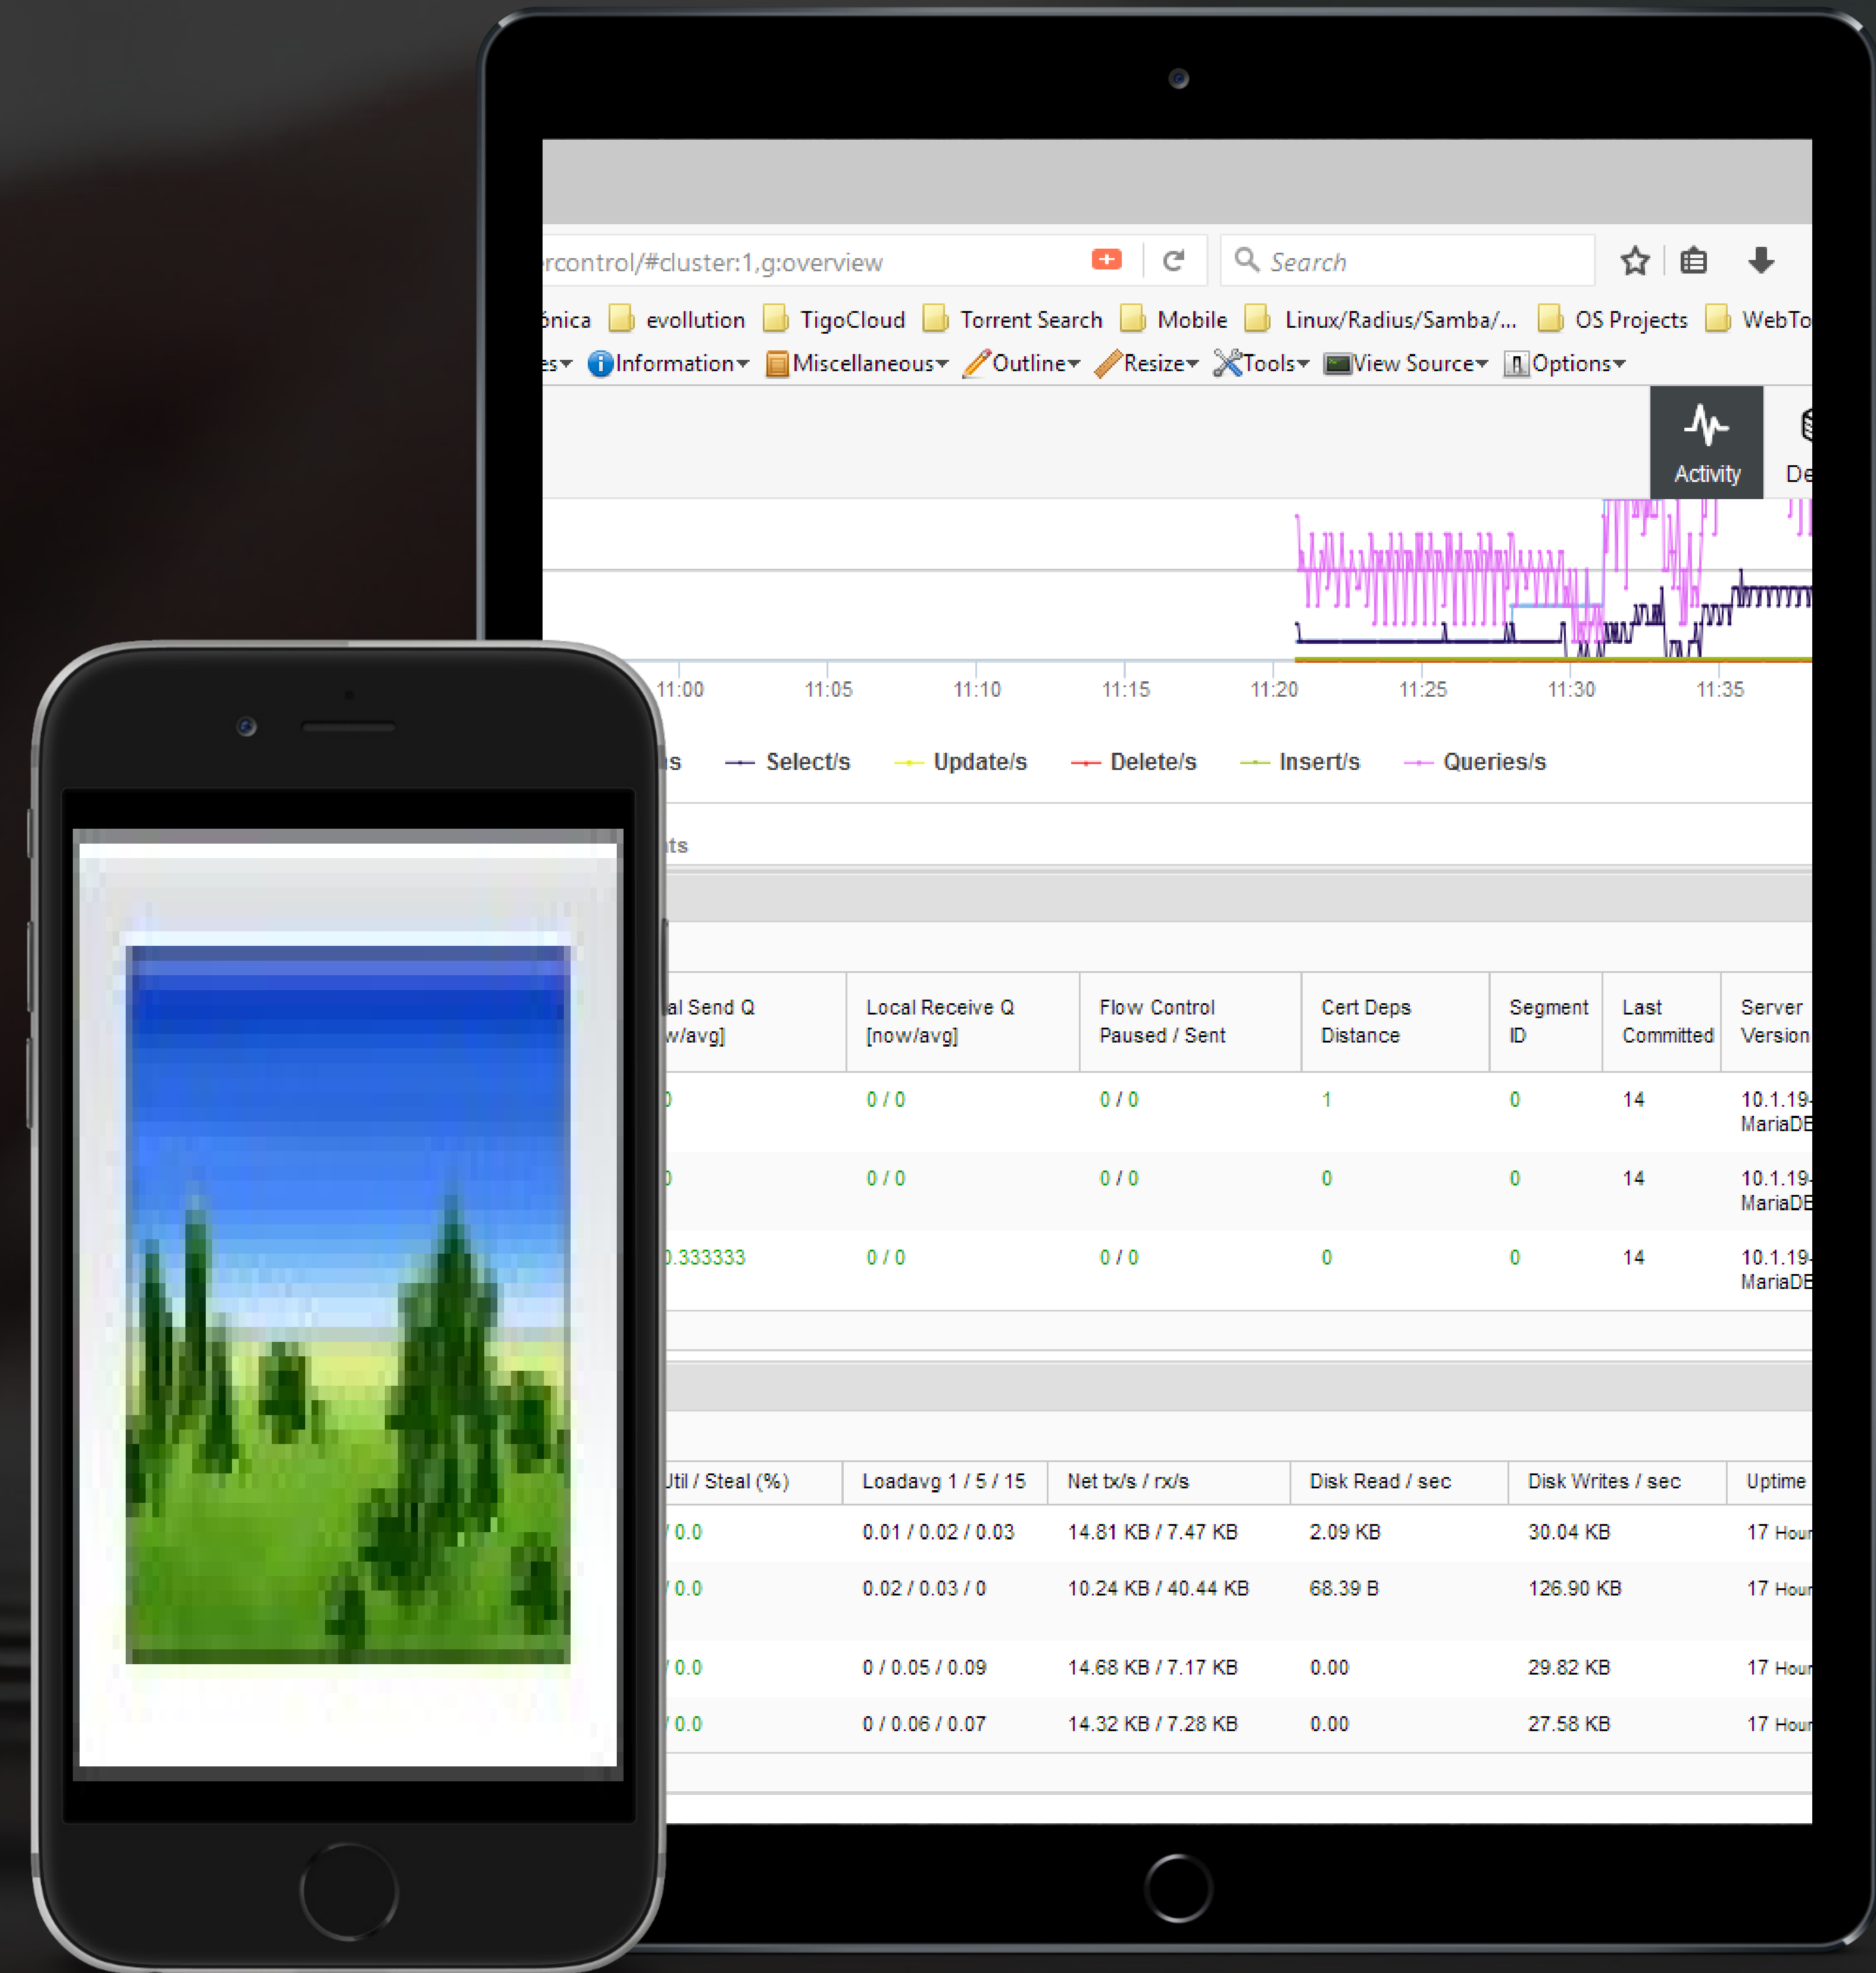 rcontrol/#cluster:1,g:overview Search
ónica evollution TigoCloud Torrent Search Mobile Linux/Radius/Samba/... OS Projects WebTo
es Information Miscellaneous Outline Resize Tools View Source Options
Activity De
11:00 11:05 11:10 11:15 11:20 11:25 11:30 11:35
s Select/s Update/s Delete/s Insert/s Queries/s
ts
al Send Q Local Receive Q Flow Control Cert Deps Segment Last Server
w/avg] [now/avg] Paused / Sent Distance ID Committed Version
0 / 0 0 / 0 1 0 14 10.1.19-
MariaDB
0 / 0 0 / 0 0 0 14 10.1.19-
MariaDB
0.333333 0 / 0 0 / 0 0 0 14 10.1.19-
MariaDB
Util / Steal (%) Loadavg 1 / 5 / 15 Net tx/s / rx/s Disk Read / sec Disk Writes / sec Uptime
/ 0.0 0.01 / 0.02 / 0.03 14.81 KB / 7.47 KB 2.09 KB 30.04 KB 17 Hour
/ 0.0 0.02 / 0.03 / 0 10.24 KB / 40.44 KB 68.39 B 126.90 KB 17 Hour
/ 0.0 0 / 0.05 / 0.09 14.68 KB / 7.17 KB 0.00 29.82 KB 17 Hour
/ 0.0 0 / 0.06 / 0.07 14.32 KB / 7.28 KB 0.00 27.58 KB 17 Hour